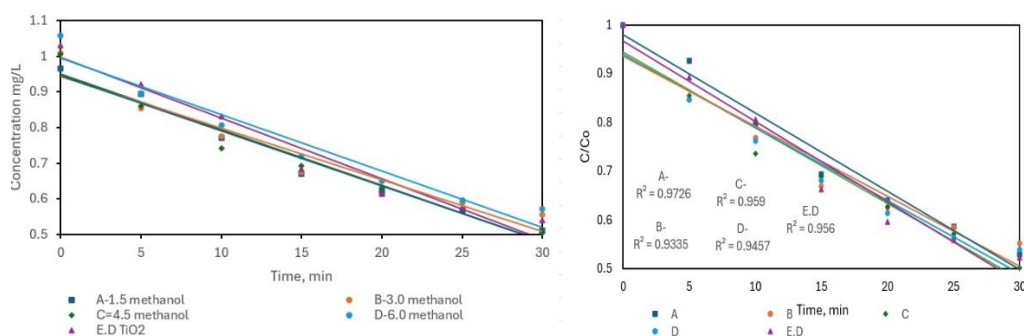 1.1
1
0.9
0.8
0.7
0.6
0.5
Concentration mg/L
0 5 10 15 20 25 30
Time, min
A-1.5 methanol
B-3.0 methanol
C=4.5 methanol
D-6.0 methanol
E.D TiO2
1
0.9
0.8
0.7
0.6
0.5
C/Co
A-
R² = 0.9726
C-
R² = 0.959
E.D
R² = 0.956
B-
R² = 0.9335
D-
R² = 0.9457
0 5 10 15 20 25 30
Time, min
A B C
D E.D